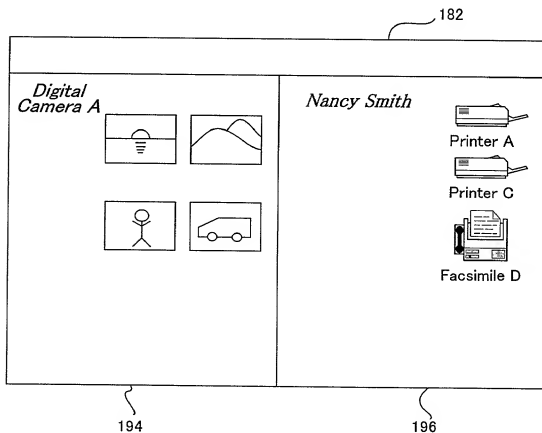 182
Digital
Camera A
Nancy Smith
Printer A
Printer C
Facsimile D
194
196